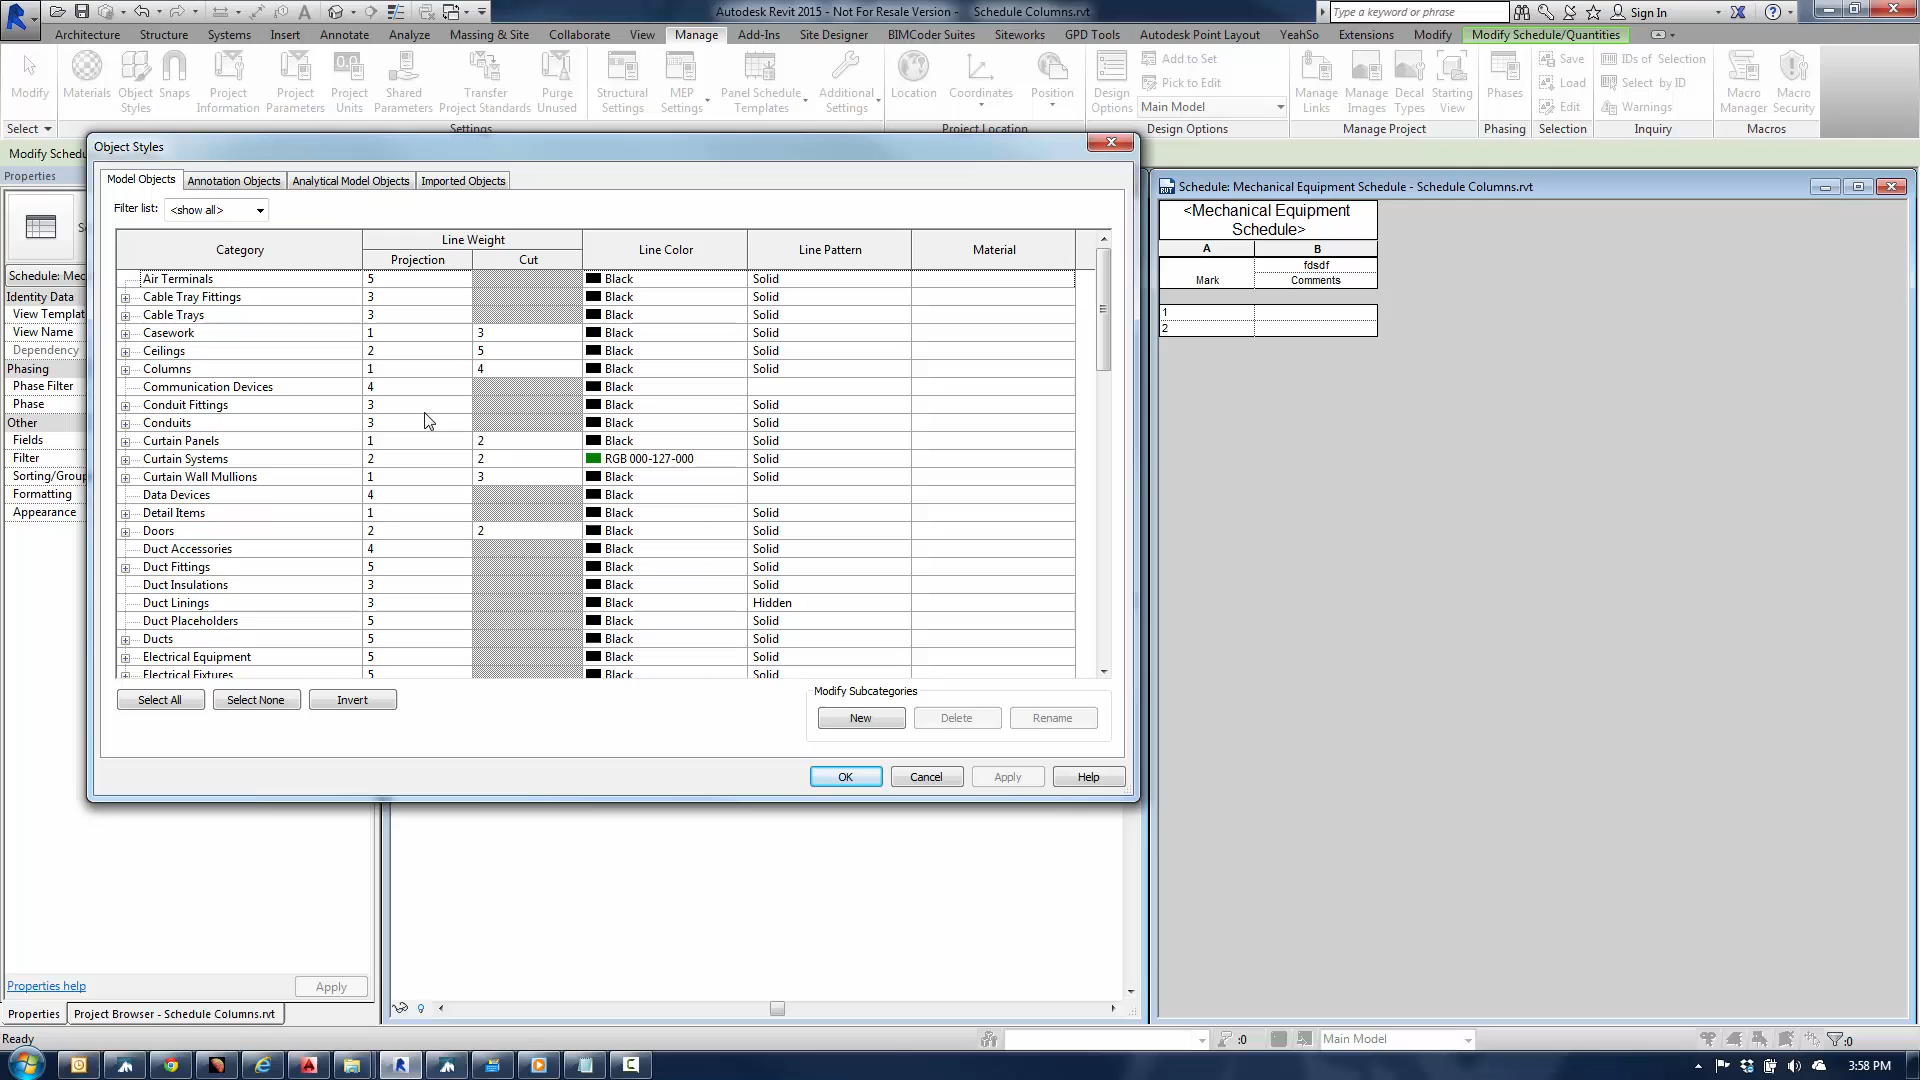 Autodesk Revit 2015 - Not For Resale Version - Schedule Columns.rvt
Type a keyword or phrase
Sign In
Architecture Structure Systems Insert Annotate Analyze Massing & Site Collaborate View Manage Add-Ins Site Designer BIMCoder Suites Siteworks GPD Tools Autodesk Point Layout YeahSo Extensions Modify Modify Schedule/Quantities
Modify
Materials
Object Styles
Snaps
Project Information
Project Parameters
Project Units
Shared Parameters
Transfer Project Standards
Purge Unused
Structural Settings
MEP Settings
Panel Schedule Templates
Additional Settings
Location
Coordinates
Position
Design Options
Add to Set
Pick to Edit
Main Model
Manage Links
Manage Images
Decal Types
Starting View
Phases
Save
Load
Edit
IDs of Selection
Select by ID
Warnings
Macro Manager
Macro Security
Select
Settings
Project Location
Design Options
Manage Project
Phasing
Selection
Inquiry
Macros
Modify Schedu
Properties
Schedule: Mec
Identity Data
View Templat
View Name
Dependency
Phasing
Phase Filter
Phase
Other
Fields
Filter
Sorting/Group
Formatting
Appearance
Properties help
Apply
Properties
Project Browser - Schedule Columns.rvt
Object Styles
Model Objects Annotation Objects Analytical Model Objects Imported Objects
Filter list: <show all>
Category Line Weight Line Color Line Pattern Material
Projection Cut
Air Terminals 5 Black Solid
Cable Tray Fittings 3 Black Solid
Cable Trays 3 Black Solid
Casework 1 3 Black Solid
Ceilings 2 5 Black Solid
Columns 1 4 Black Solid
Communication Devices 4 Black
Conduit Fittings 3 Black Solid
Conduits 3 Black Solid
Curtain Panels 1 2 Black Solid
Curtain Systems 2 2 RGB 000-127-000 Solid
Curtain Wall Mullions 1 3 Black Solid
Data Devices 4 Black
Detail Items 1 Black Solid
Doors 2 2 Black Solid
Duct Accessories 4 Black Solid
Duct Fittings 5 Black Solid
Duct Insulations 3 Black Solid
Duct Linings 3 Black Hidden
Duct Placeholders 5 Black Solid
Ducts 5 Black Solid
Electrical Equipment 5 Black Solid
Electrical Fixtures 5 Black Solid
Select All Select None Invert
Modify Subcategories
New Delete Rename
OK Cancel Apply Help
Schedule: Mechanical Equipment Schedule - Schedule Columns.rvt
<Mechanical Equipment
Schedule>
A B
fdsdf
Mark Comments
1
2
Ready
:0
Main Model
:0
3:58 PM